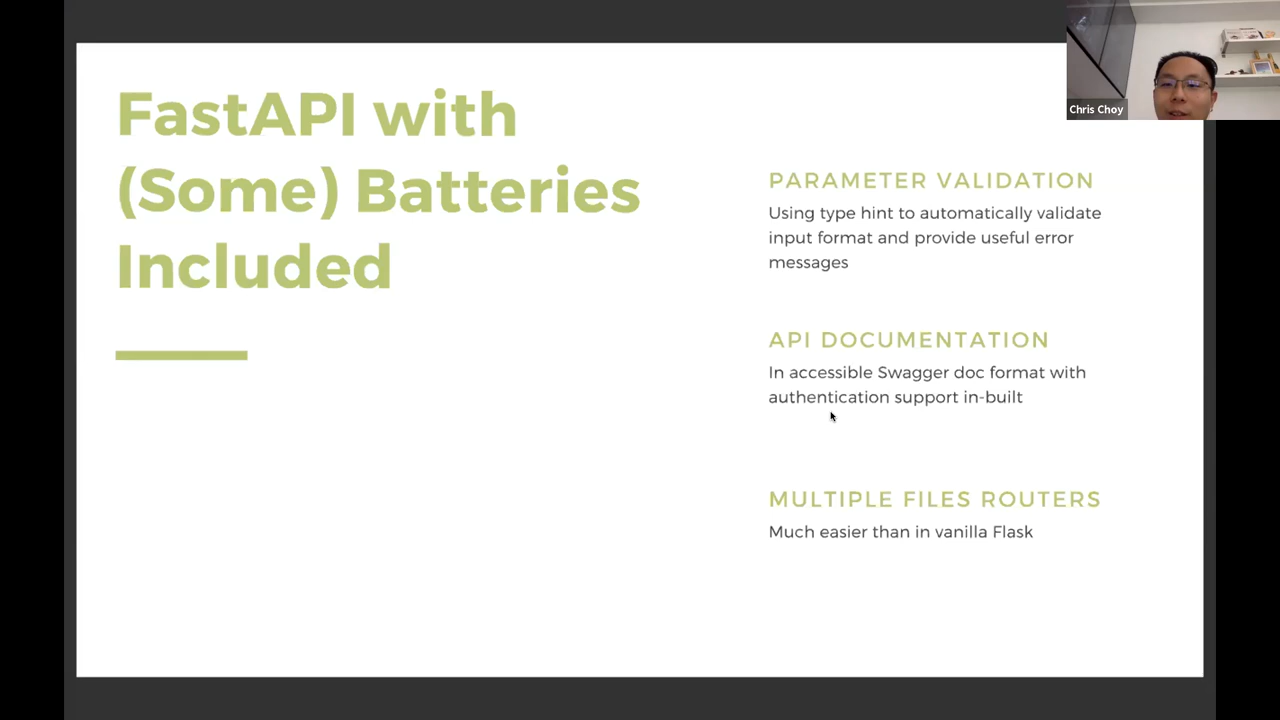 FastAPI with
(Some) Batteries
Included
Chris Choy
PARAMETER VALIDATION
Using type hint to automatically validate
input format and provide useful error
messages
API DOCUMENTATION
In accessible Swagger doc format with
authentication support in-built
MULTIPLE FILES ROUTERS
Much easier than in vanilla Flask